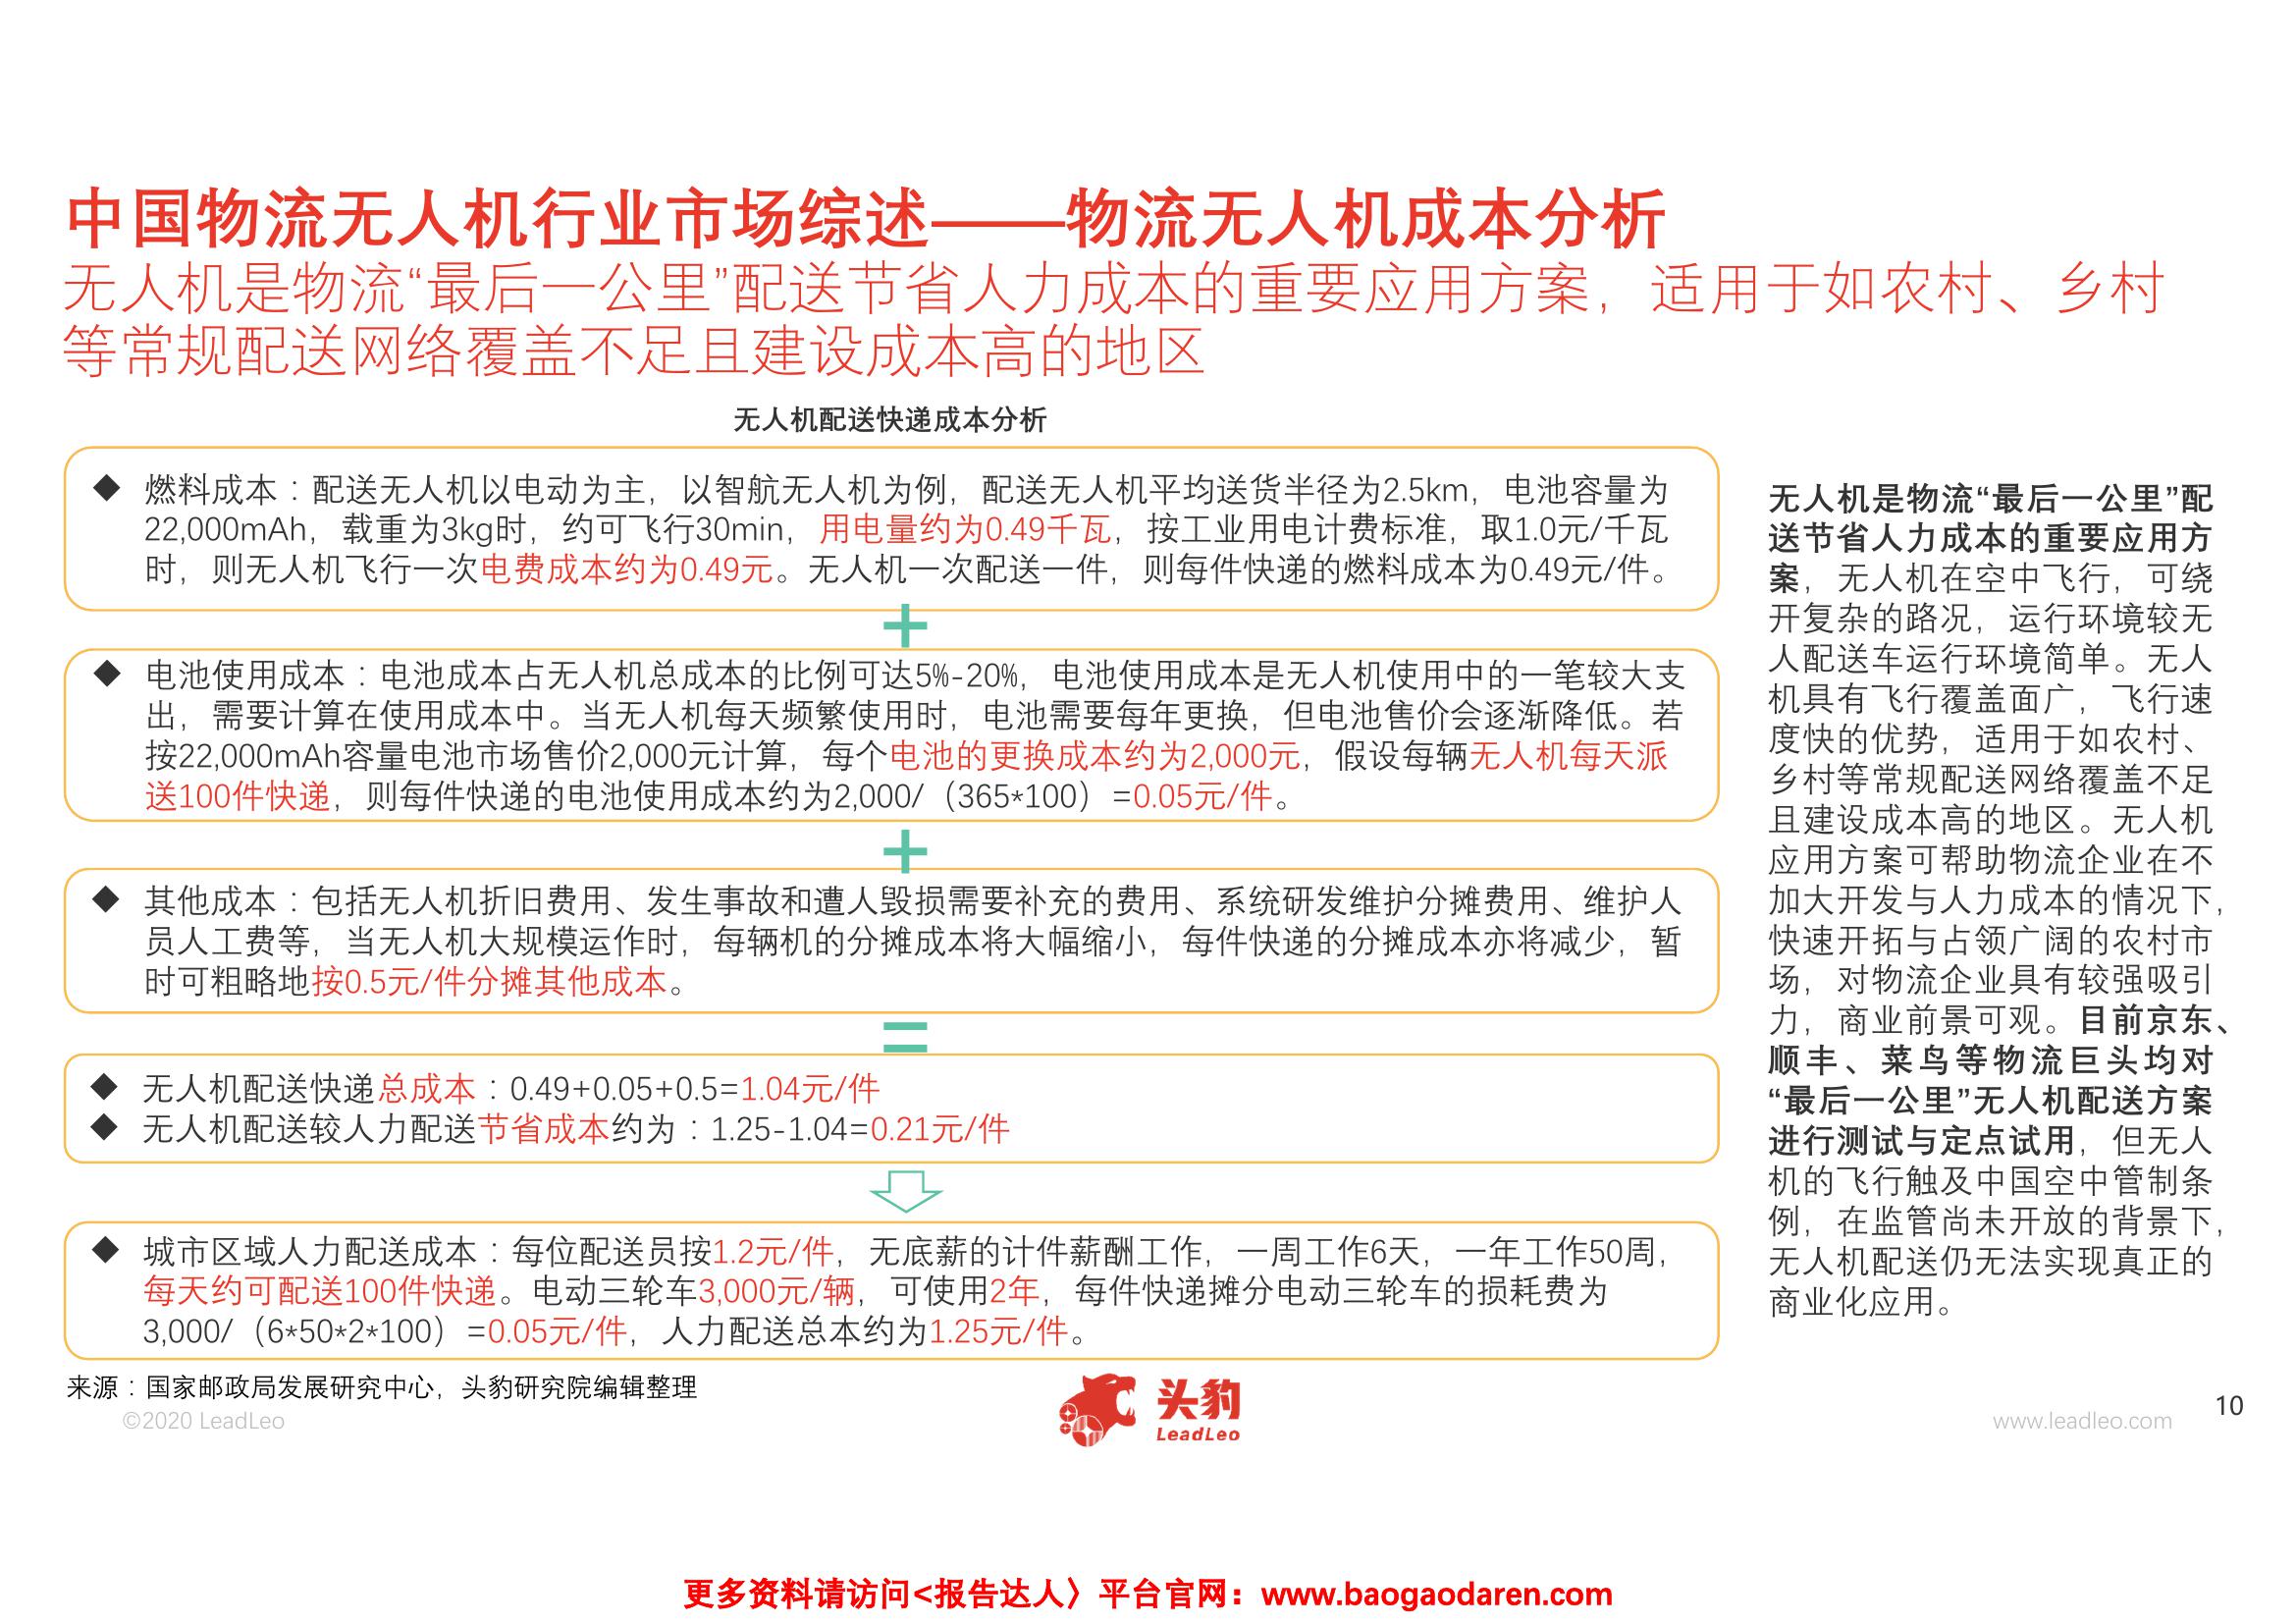 中国物流无人机行业市场综述——物流无人机成本分析
无人机是物流“最后一公里”配送节省人力成本的重要应用方案，适用于如农村、乡村
等常规配送网络覆盖不足且建设成本高的地区
无人机配送快递成本分析
◆ 燃料成本：配送无人机以电动为主，以智航无人机为例，配送无人机平均送货半径为2.5km，电池容量为
22,000mAh，载重为3kg时，约可飞行30min，用电量约为0.49千瓦，按工业用电计费标准，取1.0元/千瓦
时，则无人机飞行一次电费成本约为0.49元。无人机一次配送一件，则每件快递的燃料成本为0.49元/件。
+
◆ 电池使用成本：电池成本占无人机总成本的比例可达5%-20%，电池使用成本是无人机使用中的一笔较大支
出，需要计算在使用成本中。当无人机每天频繁使用时，电池需要每年更换，但电池售价会逐渐降低。若
按22,000mAh容量电池市场售价2,000元计算，每个电池的更换成本约为2,000元，假设每辆无人机每天派
送100件快递，则每件快递的电池使用成本约为2,000/（365*100）=0.05元/件。
+
◆ 其他成本：包括无人机折旧费用、发生事故和遭人毁损需要补充的费用、系统研发维护分摊费用、维护人
员人工费等，当无人机大规模运作时，每辆机的分摊成本将大幅缩小，每件快递的分摊成本亦将减少，暂
时可粗略地按0.5元/件分摊其他成本。
=
◆ 无人机配送快递总成本：0.49+0.05+0.5=1.04元/件
◆ 无人机配送较人力配送节省成本约为：1.25-1.04=0.21元/件
◆ 城市区域人力配送成本：每位配送员按1.2元/件，无底薪的计件薪酬工作，一周工作6天，一年工作50周，
每天约可配送100件快递。电动三轮车3,000元/辆，可使用2年，每件快递摊分电动三轮车的损耗费为
3,000/（6*50*2*100）=0.05元/件，人力配送总本约为1.25元/件。
无人机是物流“最后一公里”配
送节省人力成本的重要应用方
案，无人机在空中飞行，可绕
开复杂的路况，运行环境较无
人配送车运行环境简单。无人
机具有飞行覆盖面广，飞行速
度快的优势，适用于如农村、
乡村等常规配送网络覆盖不足
且建设成本高的地区。无人机
应用方案可帮助物流企业在不
加大开发与人力成本的情况下，
快速开拓与占领广阔的农村市
场，对物流企业具有较强吸引
力，商业前景可观。目前京东、
顺丰、菜鸟等物流巨头均对
“最后一公里”无人机配送方案
进行测试与定点试用，但无人
机的飞行触及中国空中管制条
例，在监管尚未开放的背景下，
无人机配送仍无法实现真正的
商业化应用。
来源：国家邮政局发展研究中心，头豹研究院编辑整理
©2020 LeadLeo
头豹
LeadLeo
www.leadleo.com
10
更多资料请访问<报告达人〉平台官网：www.baogaodaren.com